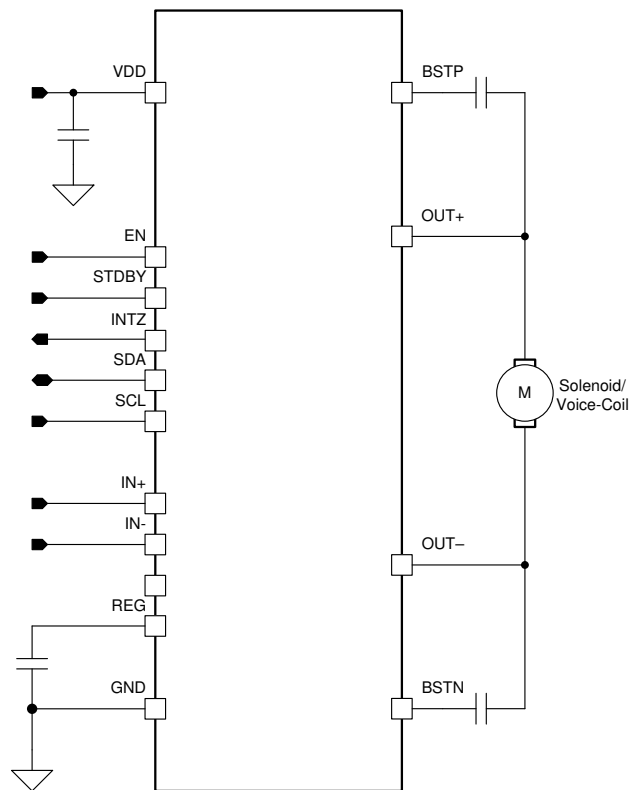 VDD
BSTP
OUT+
EN
STDBY
INTZ
SDA
SCL
M
Solenoid/
Voice-Coil
IN+
IN-
OUT–
REG
GND
BSTN